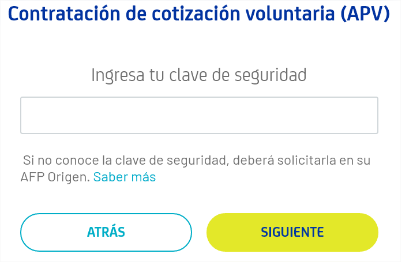 Contratación de cotización voluntaria (APV)
Ingresa tu clave de seguridad
Si no conoce la clave de seguridad, deberá solicitarla en su
AFP Origen. Saber más
ATRÁS
SIGUIENTE